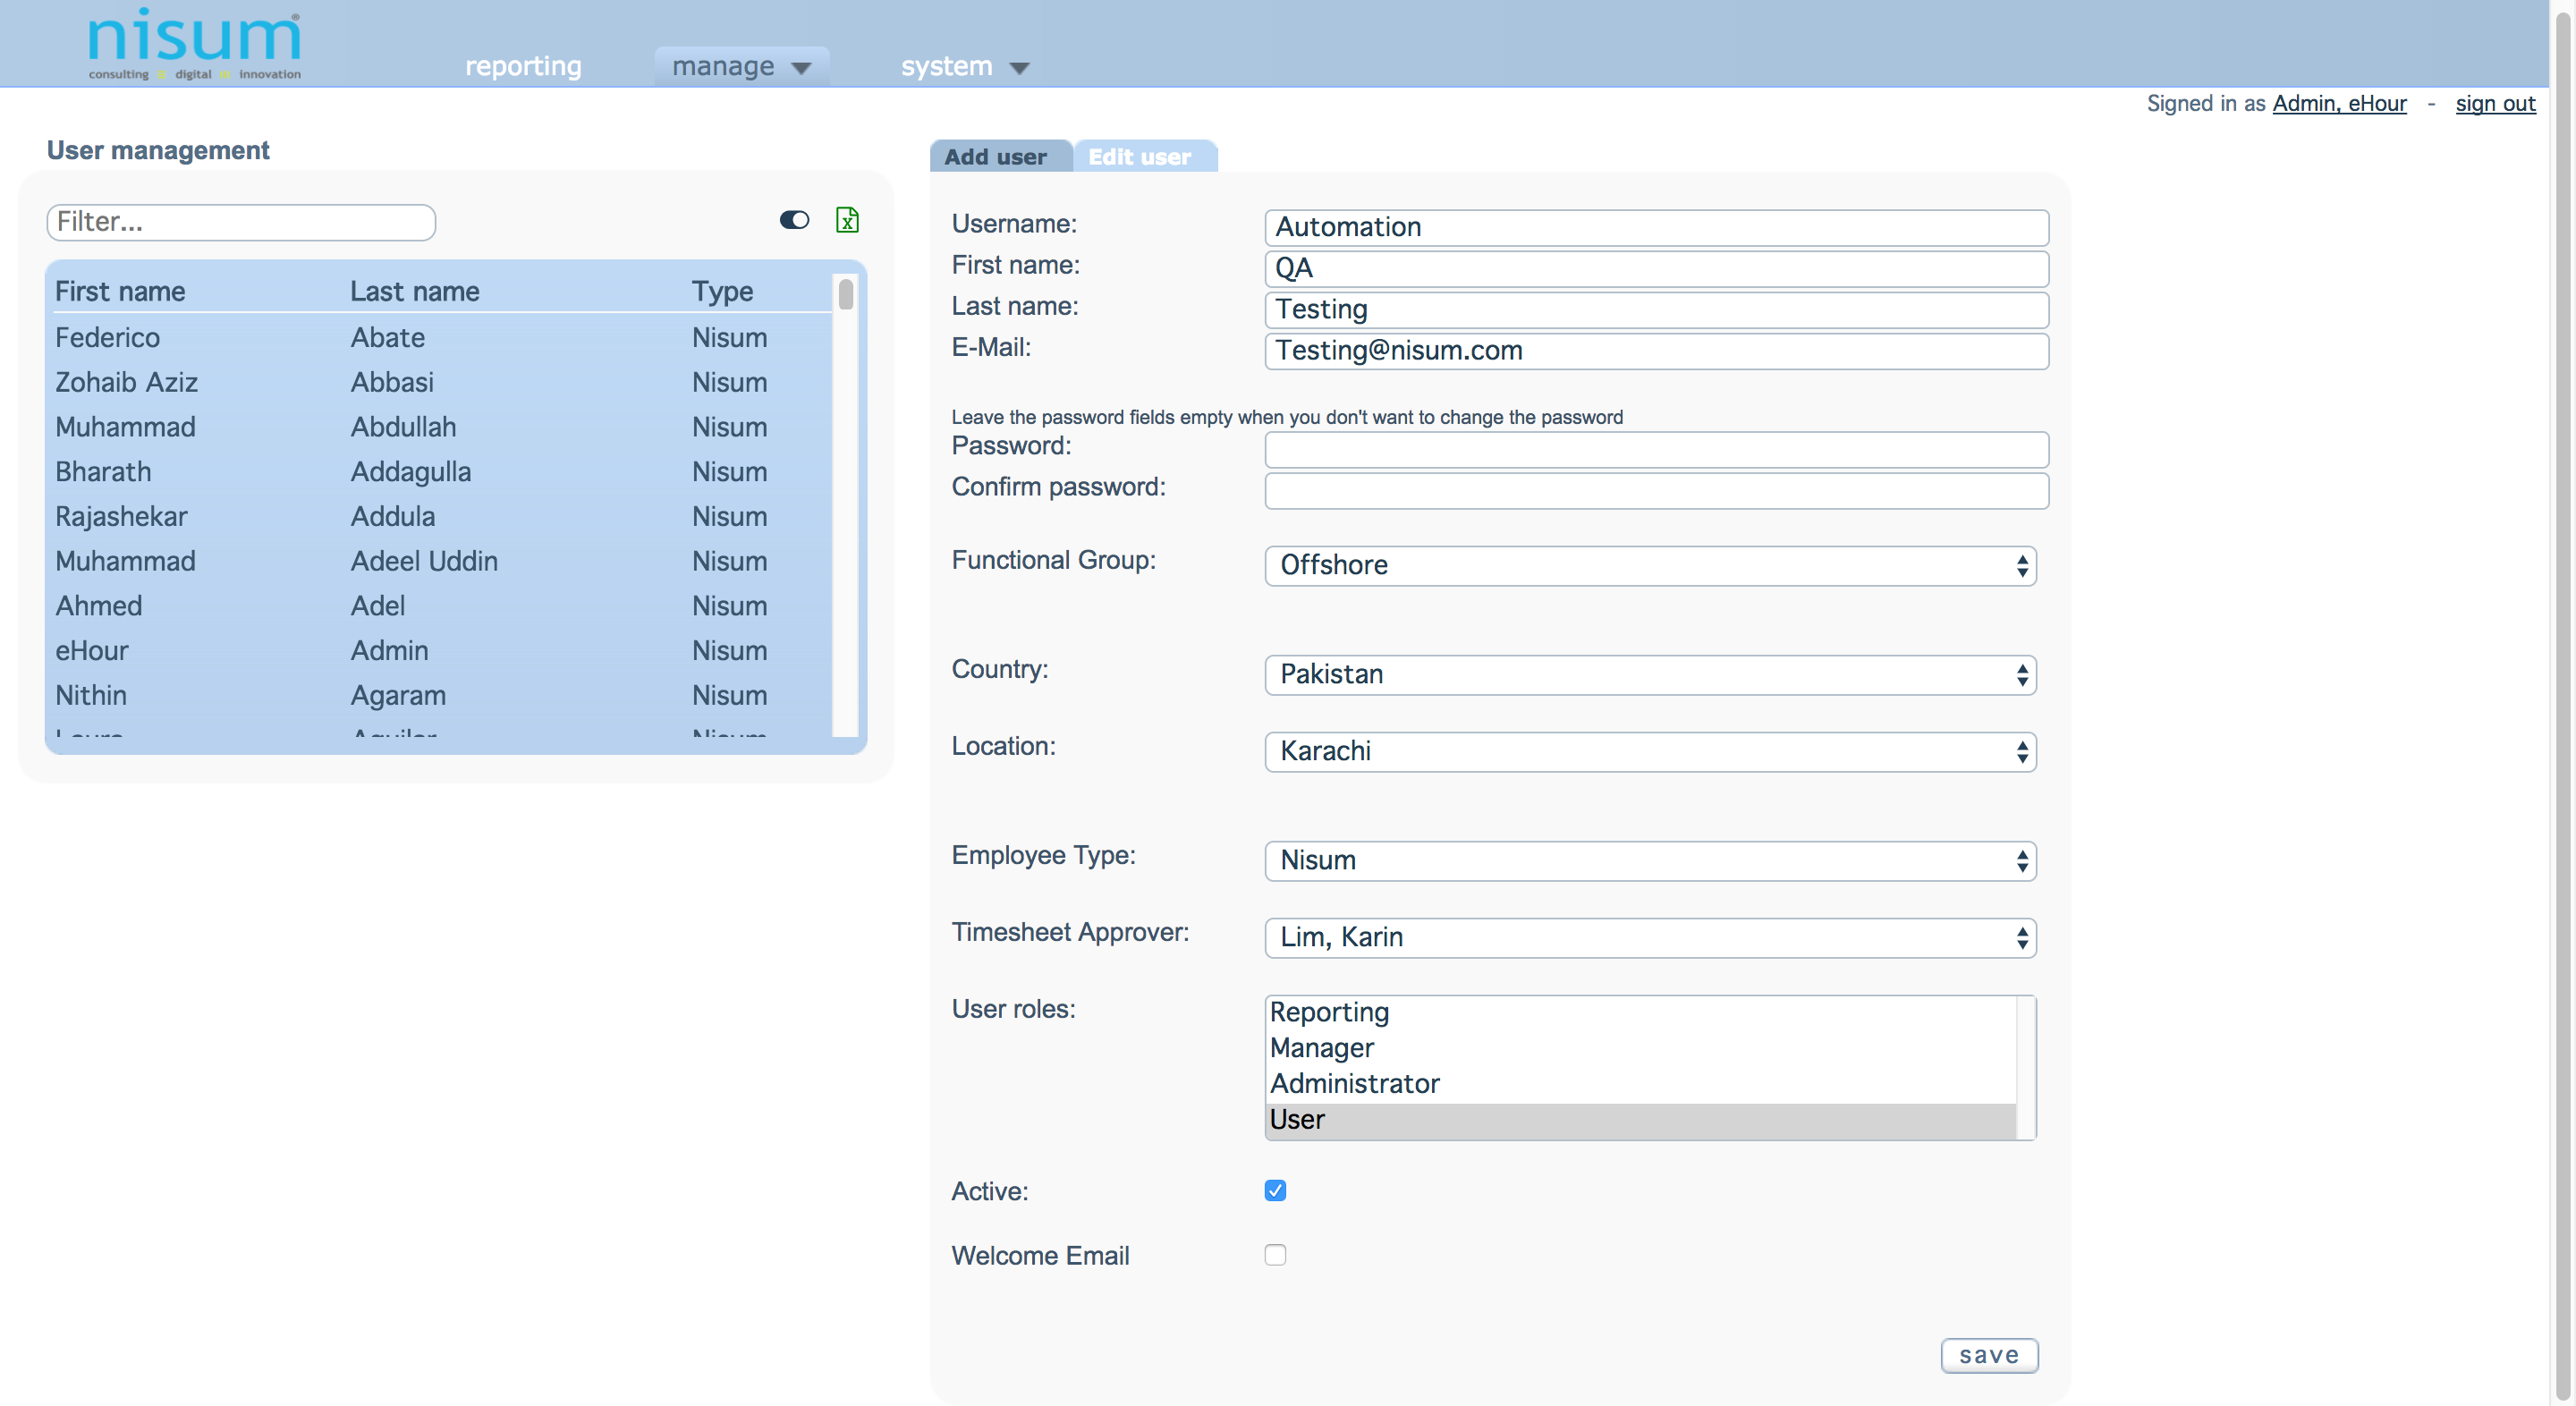 nisum®
consulting digital innovation
reporting
manage
system
Signed in as Admin, eHour - sign out
User management
Filter...
First name Last name Type
Federico Abate Nisum
Zohaib Aziz Abbasi Nisum
Muhammad Abdullah Nisum
Bharath Addagulla Nisum
Rajashekar Addula Nisum
Muhammad Adeel Uddin Nisum
Ahmed Adel Nisum
eHour Admin Nisum
Nithin Agaram Nisum
Add user Edit user
Username: Automation
First name: QA
Last name: Testing
E-Mail: Testing@nisum.com
Leave the password fields empty when you don't want to change the password
Password:
Confirm password:
Functional Group: Offshore
Country: Pakistan
Location: Karachi
Employee Type: Nisum
Timesheet Approver: Lim, Karin
User roles: Reporting
Manager
Administrator
User
Active:
Welcome Email
save